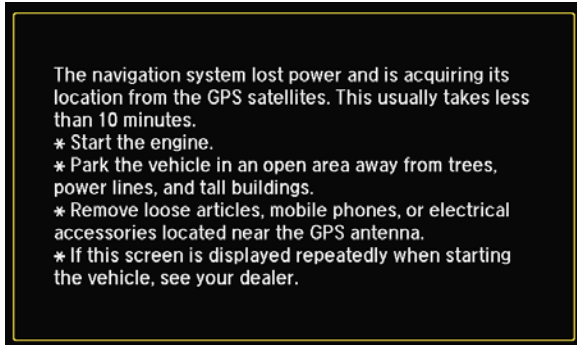 The navigation system lost power and is acquiring its
location from the GPS satellites. This usually takes less
than 10 minutes.
* Start the engine.
* Park the vehicle in an open area away from trees,
power lines, and tall buildings.
* Remove loose articles, mobile phones, or electrical
accessories located near the GPS antenna.
* If this screen is displayed repeatedly when starting
the vehicle, see your dealer.